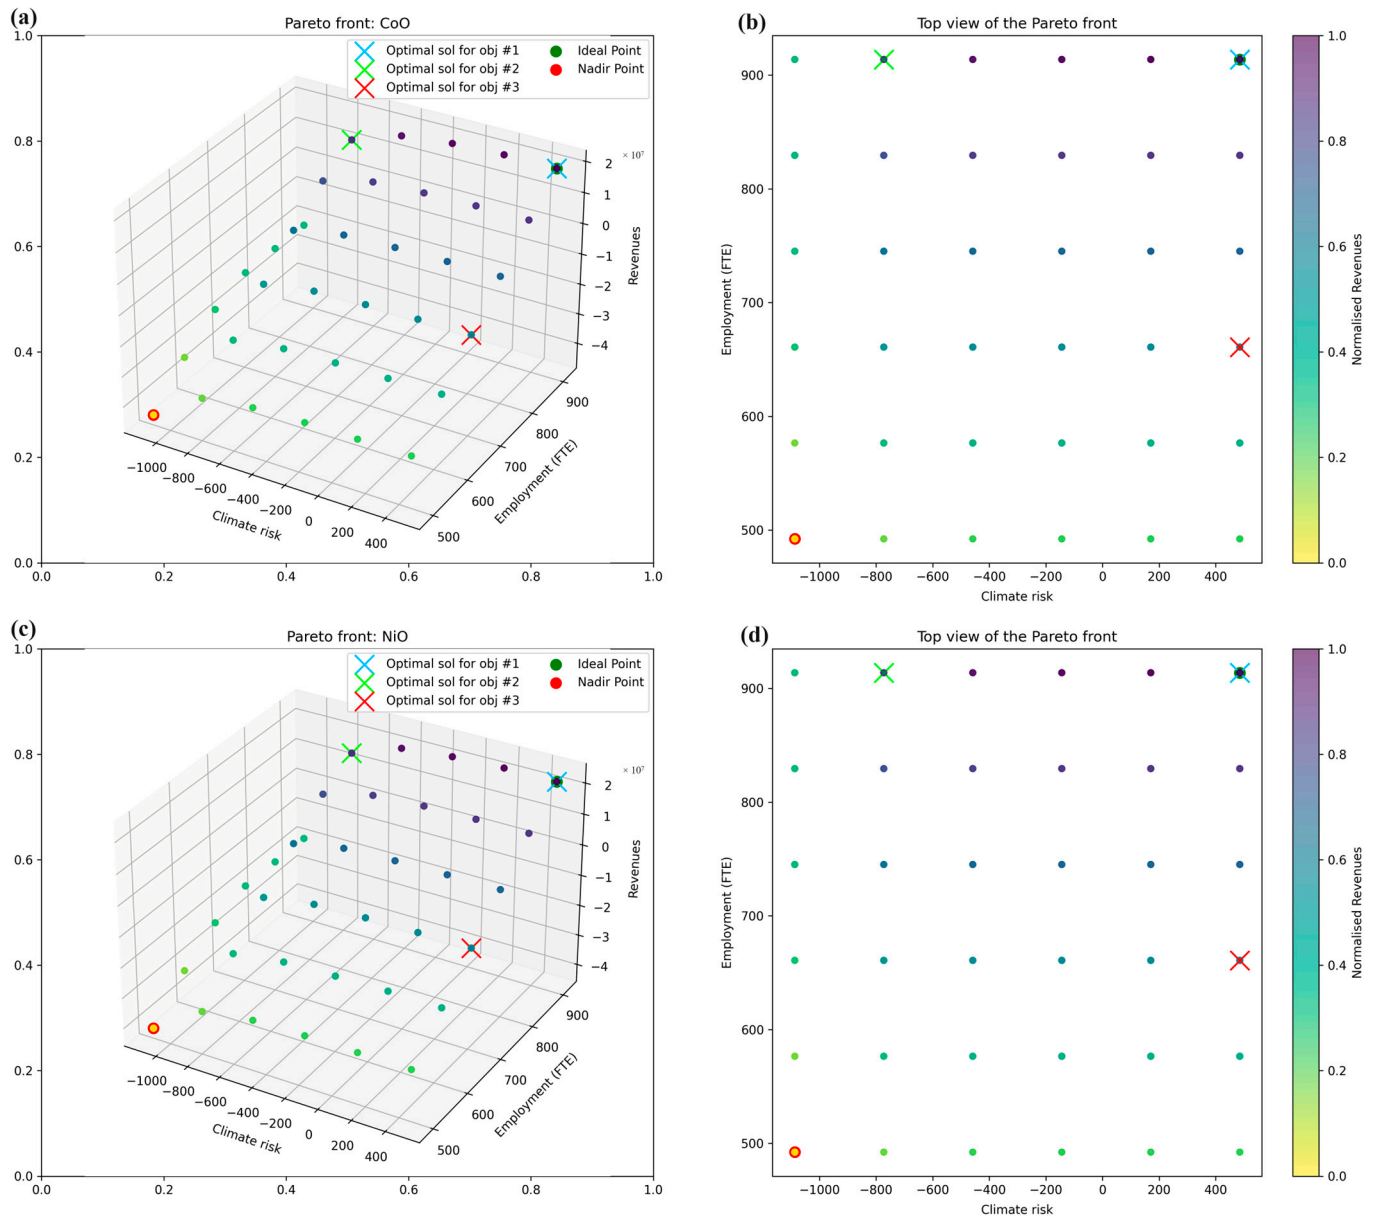 (a)
Pareto front: CoO
Optimal sol for obj #1
Optimal sol for obj #2
Optimal sol for obj #3
Ideal Point
Nadir Point
1.0
0.8
0.6
0.4
0.2
0.0
0.0 0.2 0.4 0.6 0.8 1.0
× 10⁷
2
1
0
−1
−2
−3
−4
Revenues
−1000 −800 −600 −400 −200 0 200 400
Climate risk
500 600 700 800 900
Employment (FTE)
(b)
Top view of the Pareto front
900
800
700
600
500
Employment (FTE)
−1000 −800 −600 −400 −200 0 200 400
Climate risk
1.0
0.8
0.6
0.4
0.2
0.0
Normalised Revenues
(c)
Pareto front: NiO
Optimal sol for obj #1
Optimal sol for obj #2
Optimal sol for obj #3
Ideal Point
Nadir Point
1.0
0.8
0.6
0.4
0.2
0.0
0.0 0.2 0.4 0.6 0.8 1.0
× 10⁷
2
1
0
−1
−2
−3
−4
Revenues
−1000 −800 −600 −400 −200 0 200 400
Climate risk
500 600 700 800 900
Employment (FTE)
(d)
Top view of the Pareto front
900
800
700
600
500
Employment (FTE)
−1000 −800 −600 −400 −200 0 200 400
Climate risk
1.0
0.8
0.6
0.4
0.2
0.0
Normalised Revenues